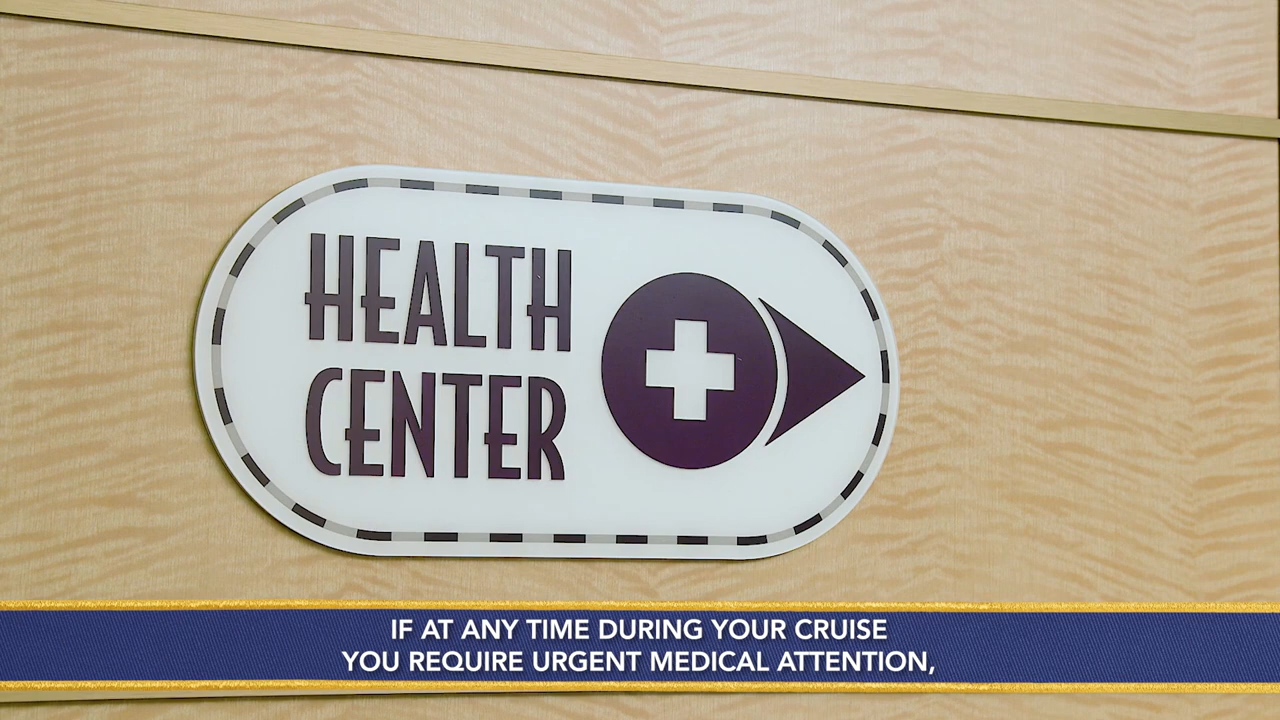 HEALTH
CENTER
IF AT ANY TIME DURING YOUR CRUISE
YOU REQUIRE URGENT MEDICAL ATTENTION,